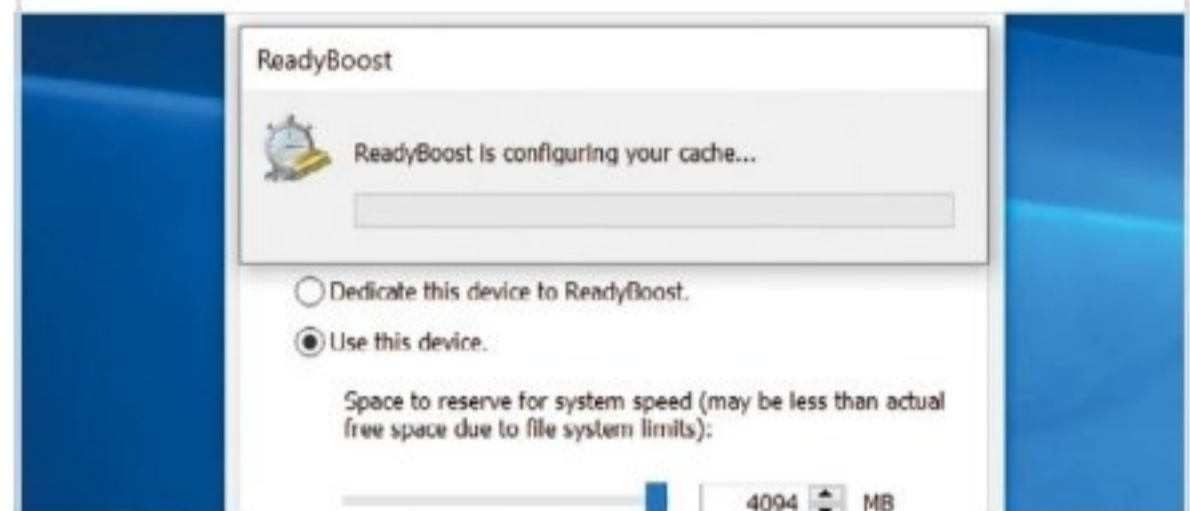 ReadyBoost
ReadyBoost is configuring your cache...
Dedicate this device to ReadyBoost.
Use this device.
Space to reserve for system speed (may be less than actual
free space due to file system limits):
4094 MB